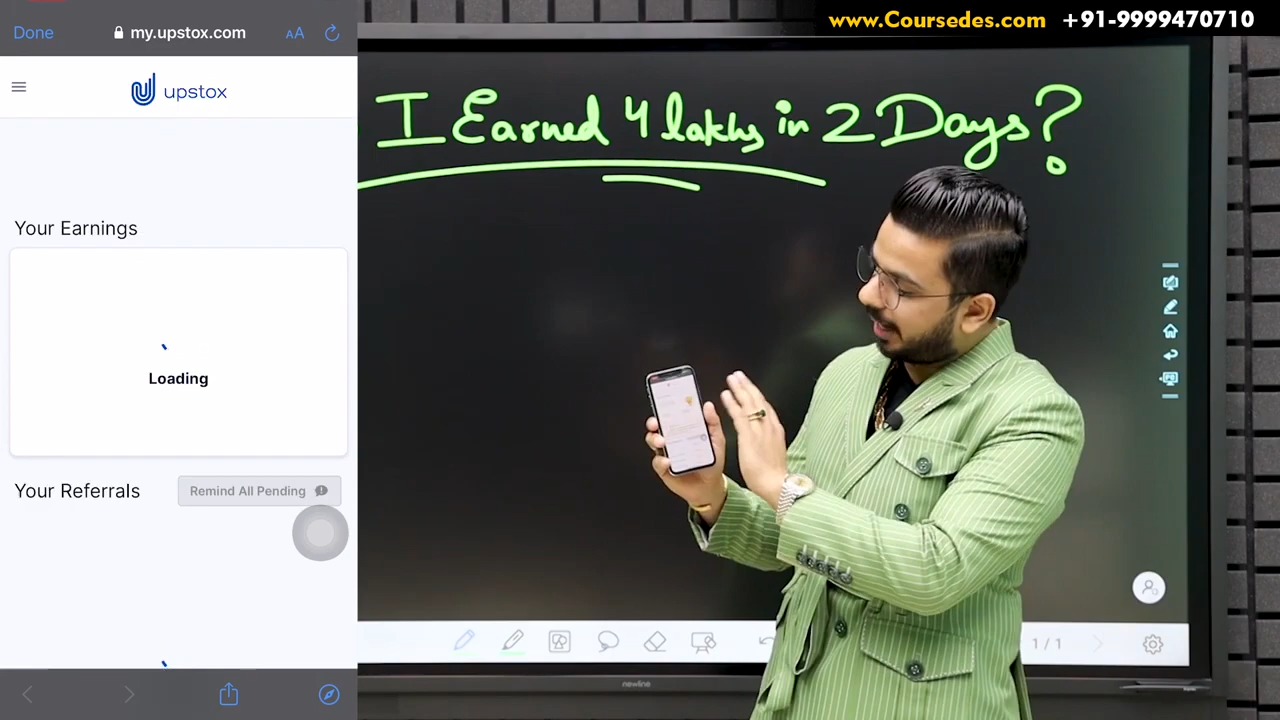 www.Coursedes.com +91-9999470710
Done
my.upstox.com
AA
upstox
I Earned 4 lakhs in 2 Days?
Your Earnings
Loading
Your Referrals
Remind All Pending
1 / 1
newline